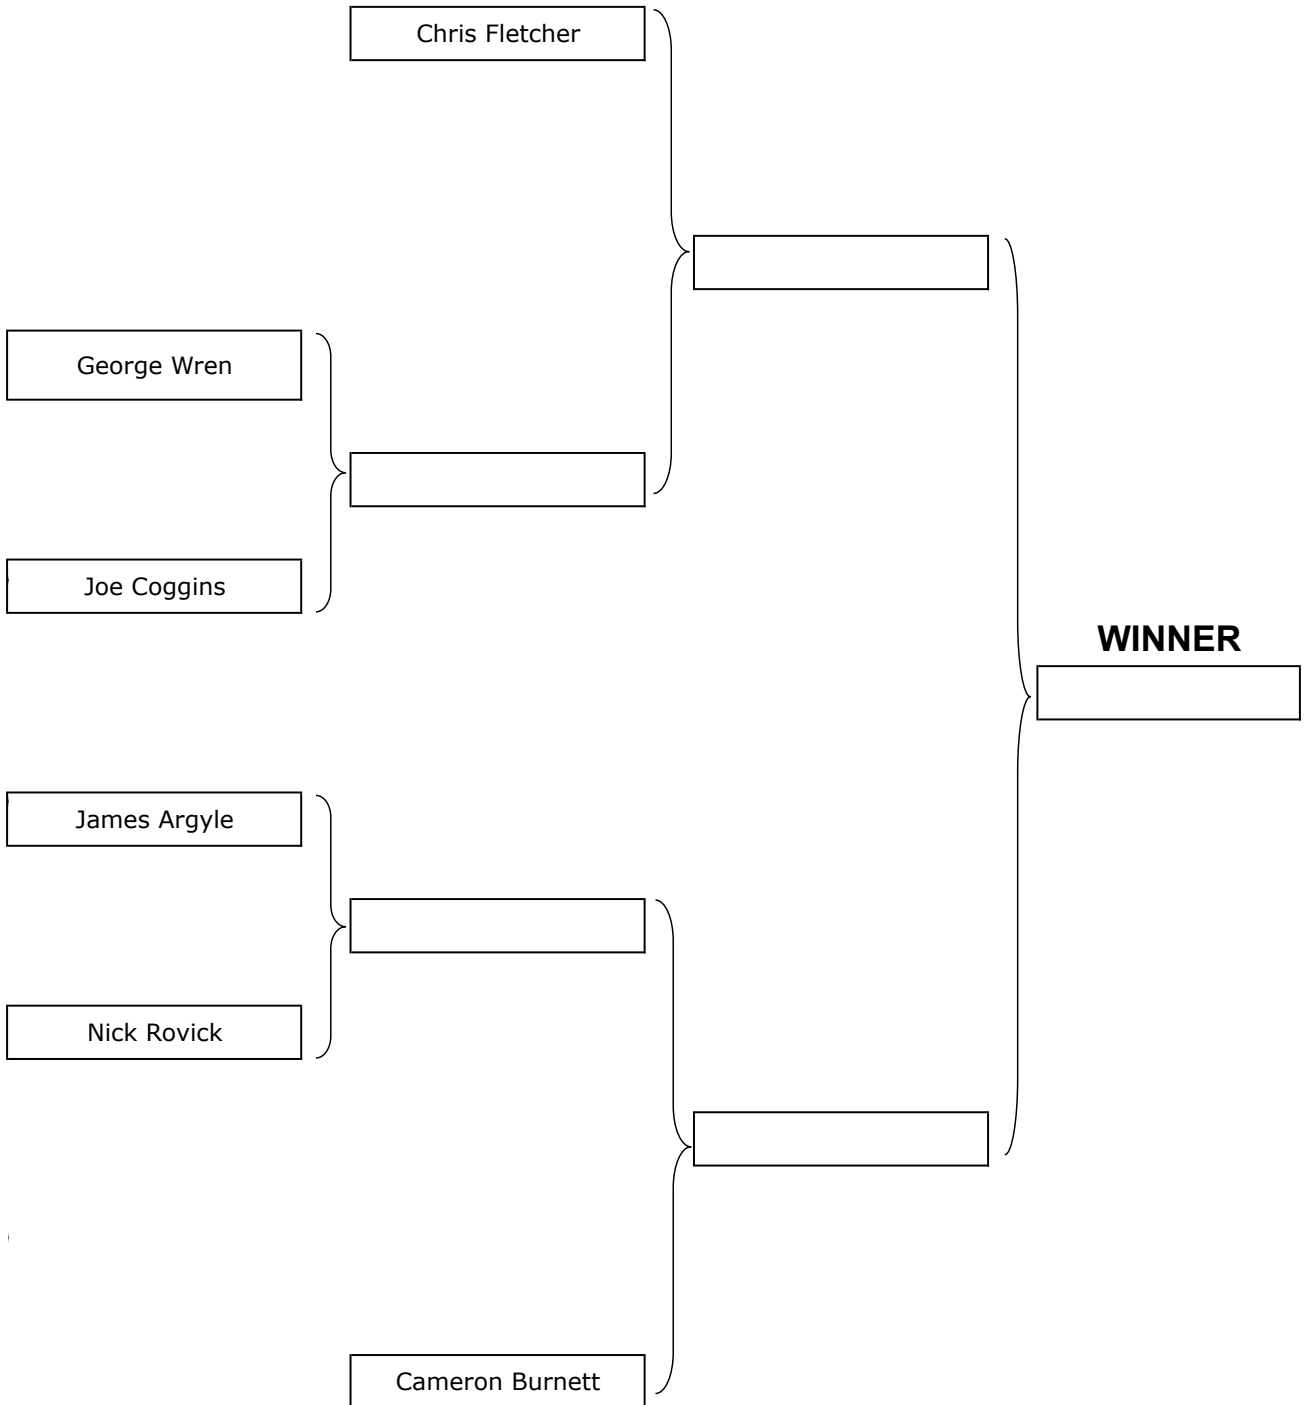 Chris Fletcher
George Wren
Joe Coggins
WINNER
James Argyle
Nick Rovick
Cameron Burnett